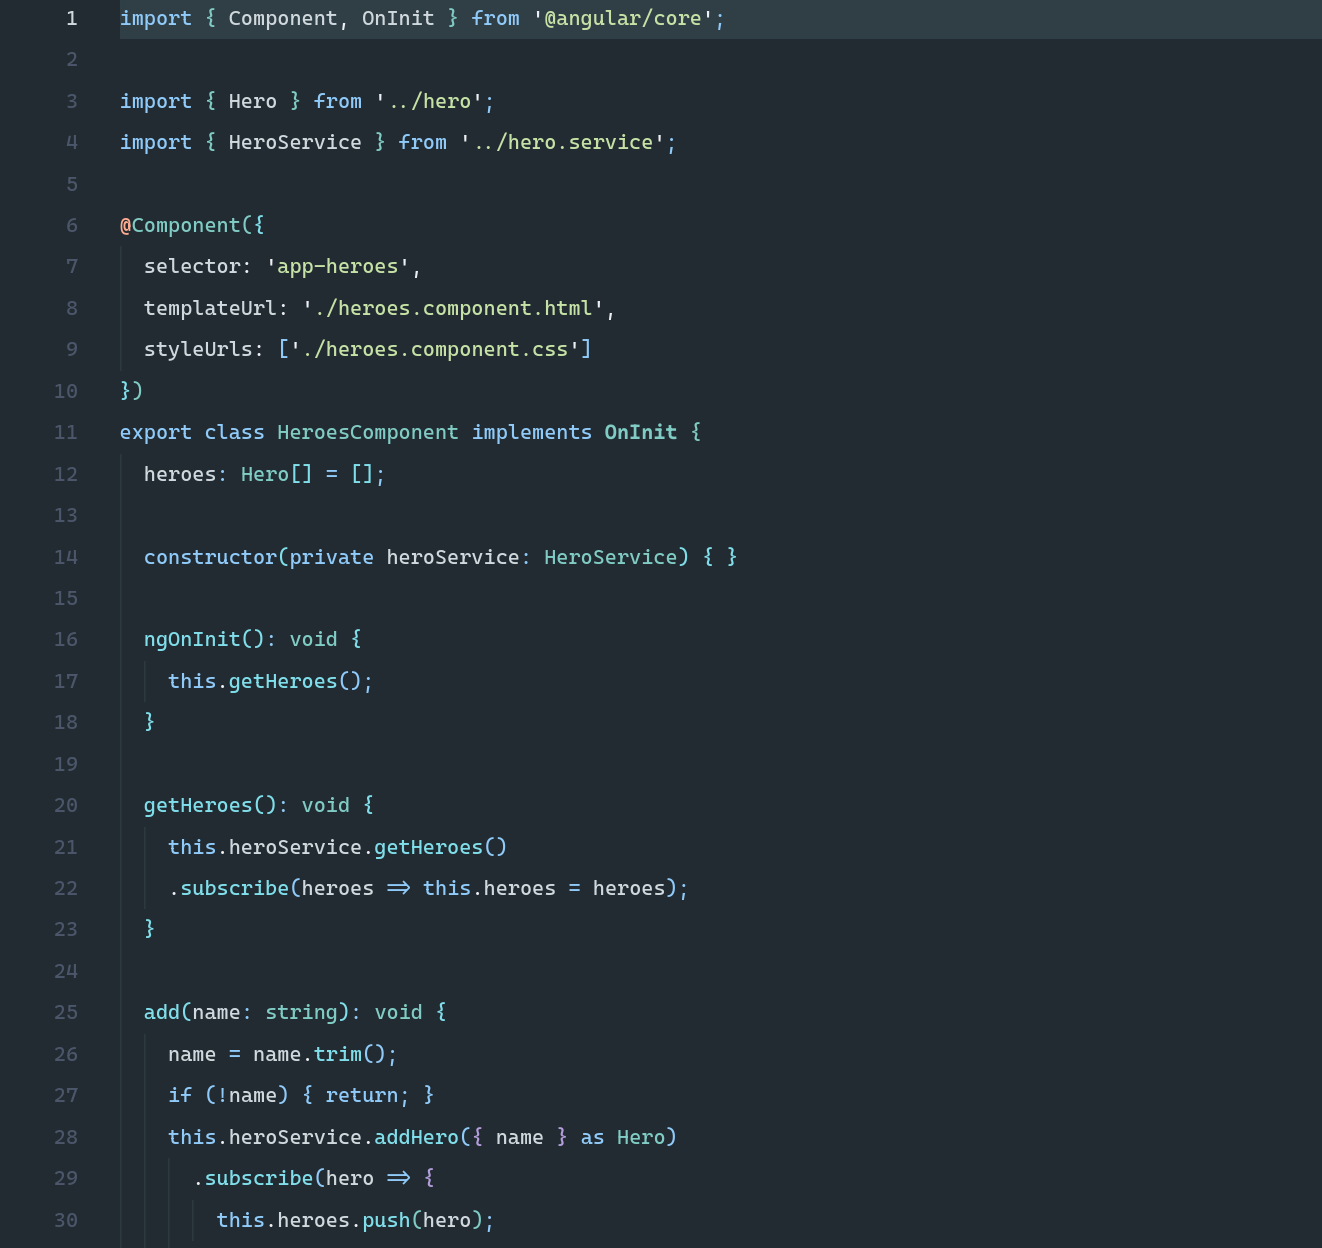 1 import { Component, OnInit } from '@angular/core';
2
3 import { Hero } from '../hero';
4 import { HeroService } from '../hero.service';
5
6 @Component({
7   selector: 'app-heroes',
8   templateUrl: './heroes.component.html',
9   styleUrls: ['./heroes.component.css']
10 })
11 export class HeroesComponent implements OnInit {
12   heroes: Hero[] = [];
13
14   constructor(private heroService: HeroService) { }
15
16   ngOnInit(): void {
17     this.getHeroes();
18   }
19
20   getHeroes(): void {
21     this.heroService.getHeroes()
22     .subscribe(heroes => this.heroes = heroes);
23   }
24
25   add(name: string): void {
26     name = name.trim();
27     if (!name) { return; }
28     this.heroService.addHero({ name } as Hero)
29       .subscribe(hero => {
30         this.heroes.push(hero);